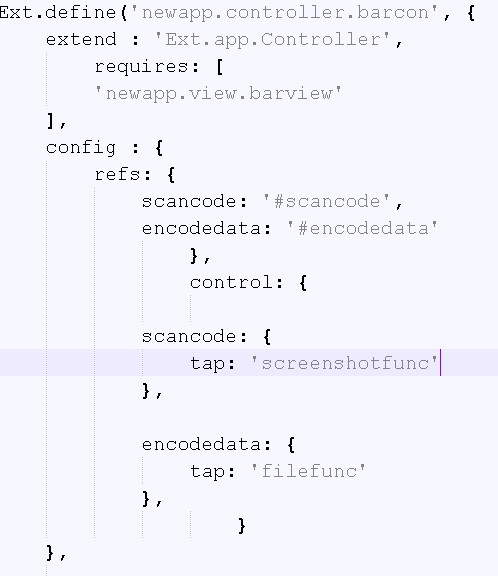 Ext.define('newapp.controller.barcon', {
extend : 'Ext.app.Controller',
requires: [
'newapp.view.barview'
],
config : {
refs: {
scancode: '#scancode',
encodedata: '#encodedata'
},
control: {
scancode: {
tap: 'screenshotfunc'
},
encodedata: {
tap: 'filefunc'
},
}
},